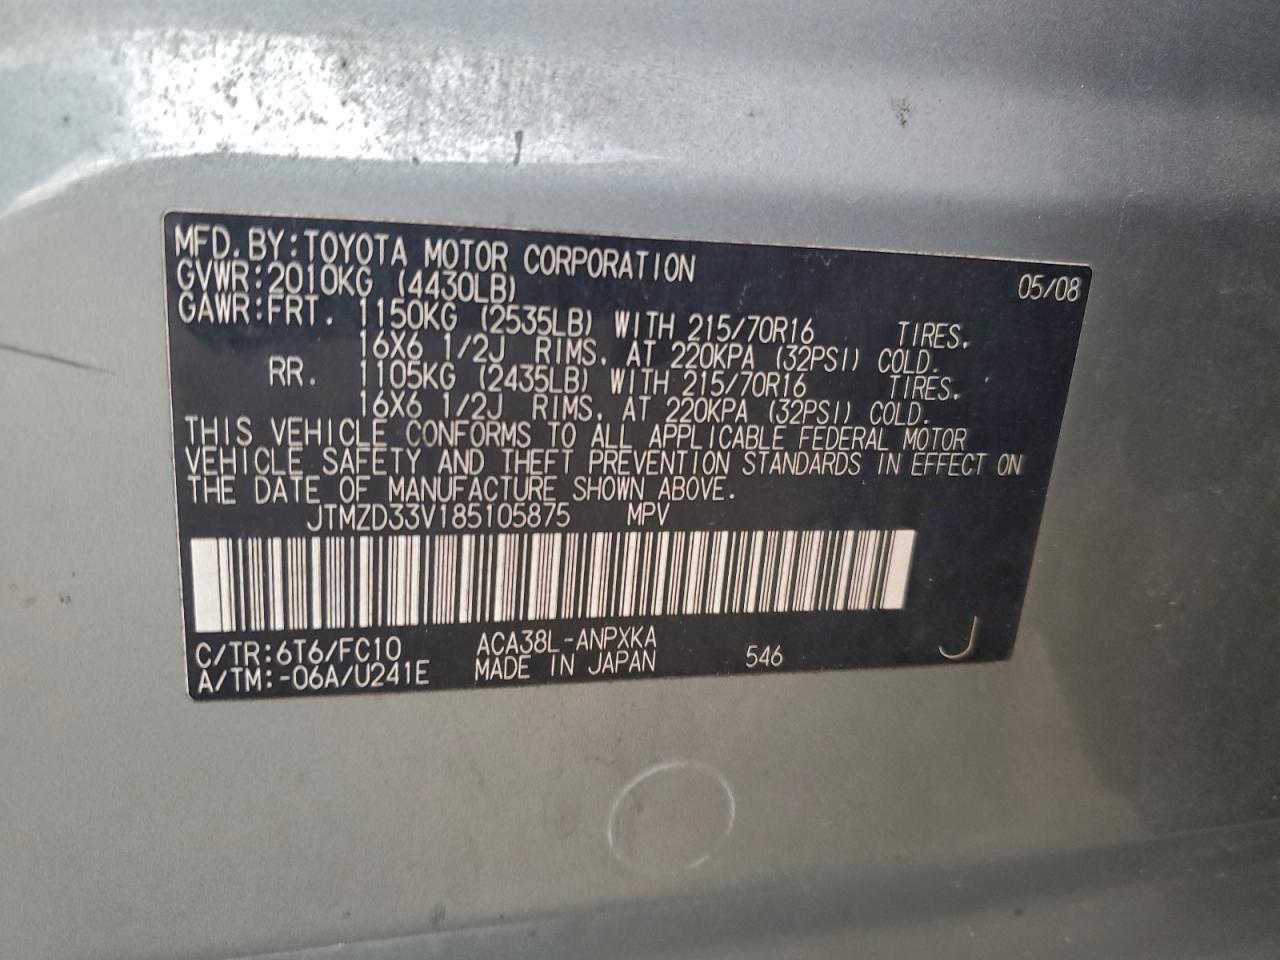 MFD. BY: TOYOTA MOTOR CORPORATION 05/08
GVWR: 2010KG (4430LB)
GAWR: FRT. 1150KG (2535LB) WITH 215/70R16 TIRES.
16X6 1/2J RIMS, AT 220KPA (32PSI) COLD.
RR. 1105KG (2435LB) WITH 215/70R16 TIRES.
16X6 1/2J RIMS, AT 220KPA (32PSI) COLD.
THIS VEHICLE CONFORMS TO ALL APPLICABLE FEDERAL MOTOR
VEHICLE SAFETY AND THEFT PREVENTION STANDARDS IN EFFECT ON
THE DATE OF MANUFACTURE SHOWN ABOVE.
JTMZD33V185105875 MPV
C/TR: 6T6/FC10 ACA38L-ANPXKA
A/TM: -06A/U241E MADE IN JAPAN 546 J